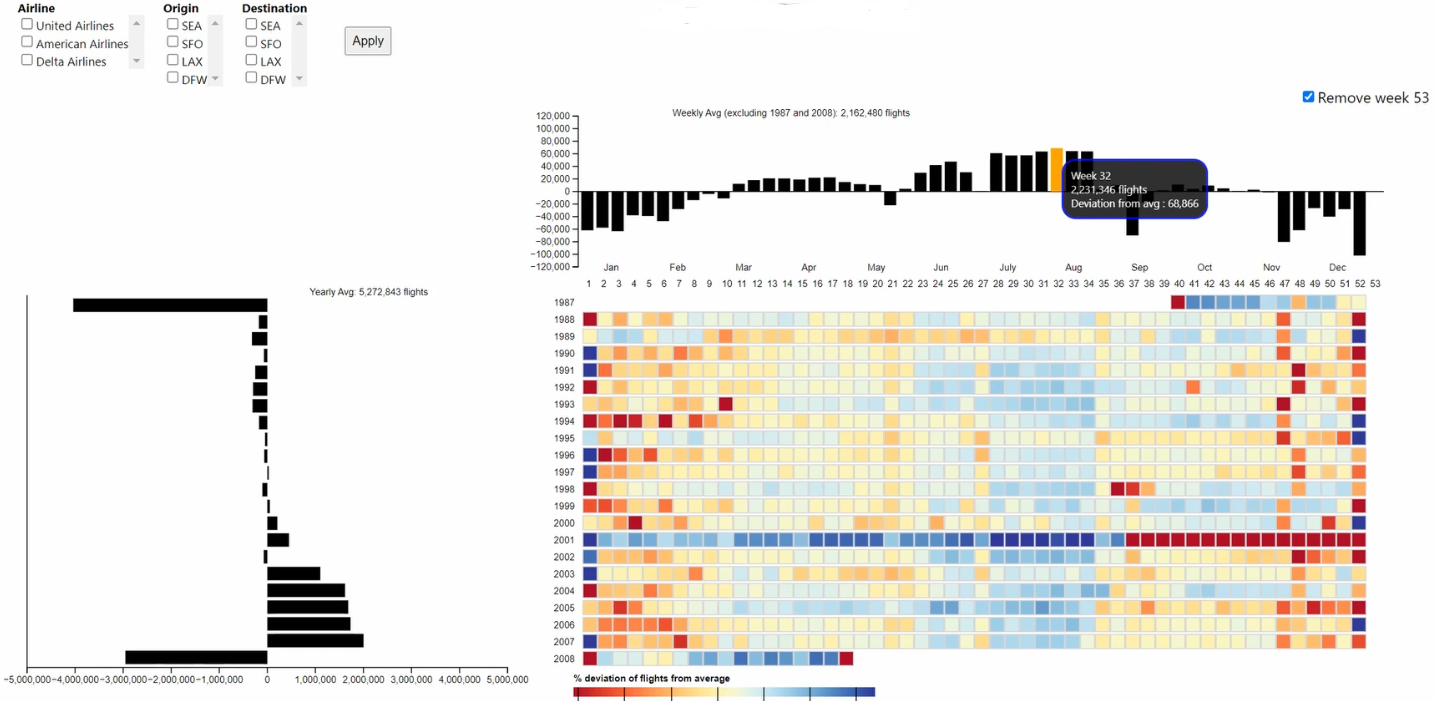 Airline Origin Destination
United Airlines SEA SEA
American Airlines SFO SFO
Delta Airlines LAX LAX
DFW DFW
Apply
Remove week 53
Weekly Avg (excluding 1987 and 2008): 2,162,480 flights
120,000
100,000
80,000
60,000
40,000
20,000
0
−20,000
−40,000
−60,000
−80,000
−100,000
−120,000
Week 32
2,231,346 flights
Deviation from avg : 68,866
Jan Feb Mar Apr May Jun July Aug Sep Oct Nov Dec
1 2 3 4 5 6 7 8 9 10 11 12 13 14 15 16 17 18 19 20 21 22 23 24 25 26 27 28 29 30 31 32 33 34 35 36 37 38 39 40 41 42 43 44 45 46 47 48 49 50 51 52 53
Yearly Avg: 5,272,843 flights
1987
1988
1989
1990
1991
1992
1993
1994
1995
1996
1997
1998
1999
2000
2001
2002
2003
2004
2005
2006
2007
2008
−5,000,000 −4,000,000 −3,000,000 −2,000,000 −1,000,000 0 1,000,000 2,000,000 3,000,000 4,000,000 5,000,000
% deviation of flights from average